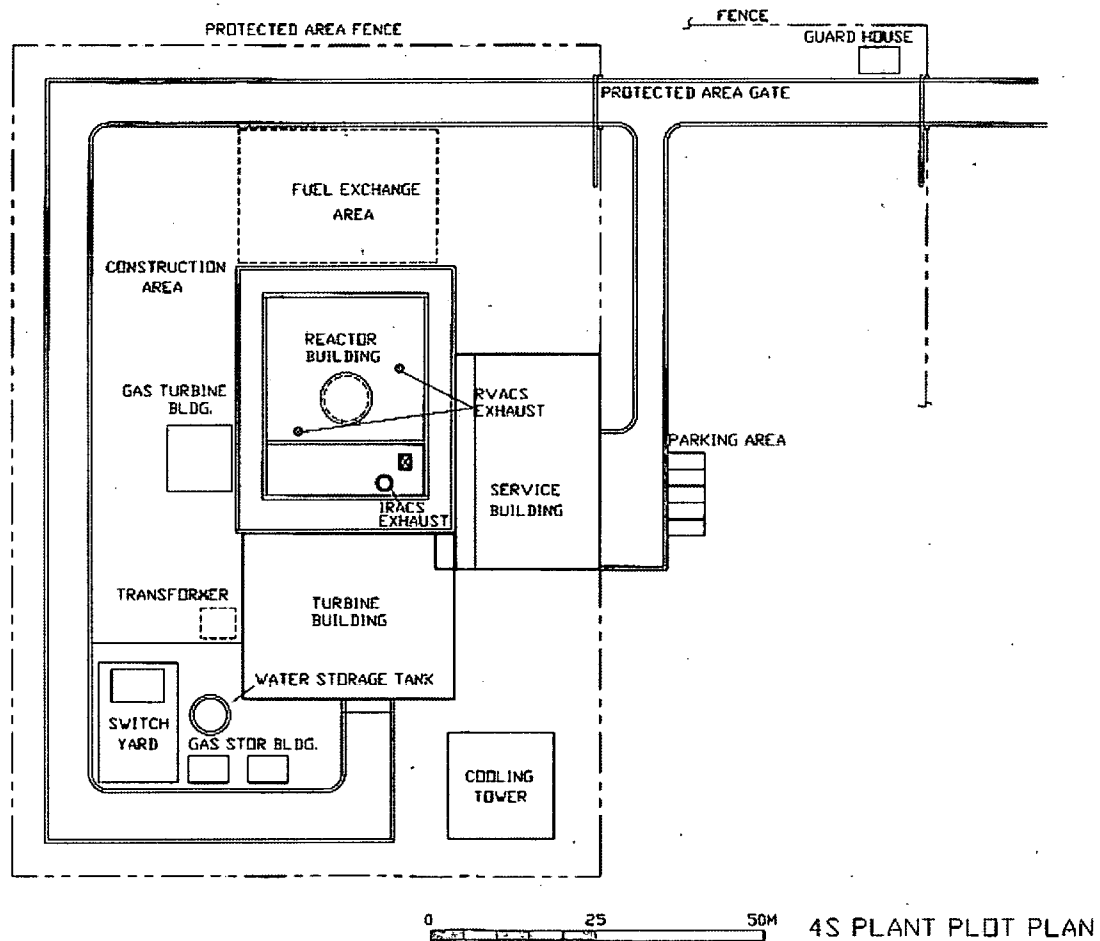 FENCE
PROTECTED AREA FENCE
GUARD HOUSE
PROTECTED AREA GATE
FUEL EXCHANGE
AREA
CONSTRUCTION
AREA
REACTOR
BUILDING
GAS TURBINE
BLDG.
RVACS
EXHAUST
PARKING AREA
SERVICE
BUILDING
IRACS
EXHAUST
TRANSFORMER
TURBINE
BUILDING
WATER STORAGE TANK
SWITCH
YARD
GAS STOR BLDG.
COOLING
TOWER
0 25 50M
4S PLANT PLOT PLAN